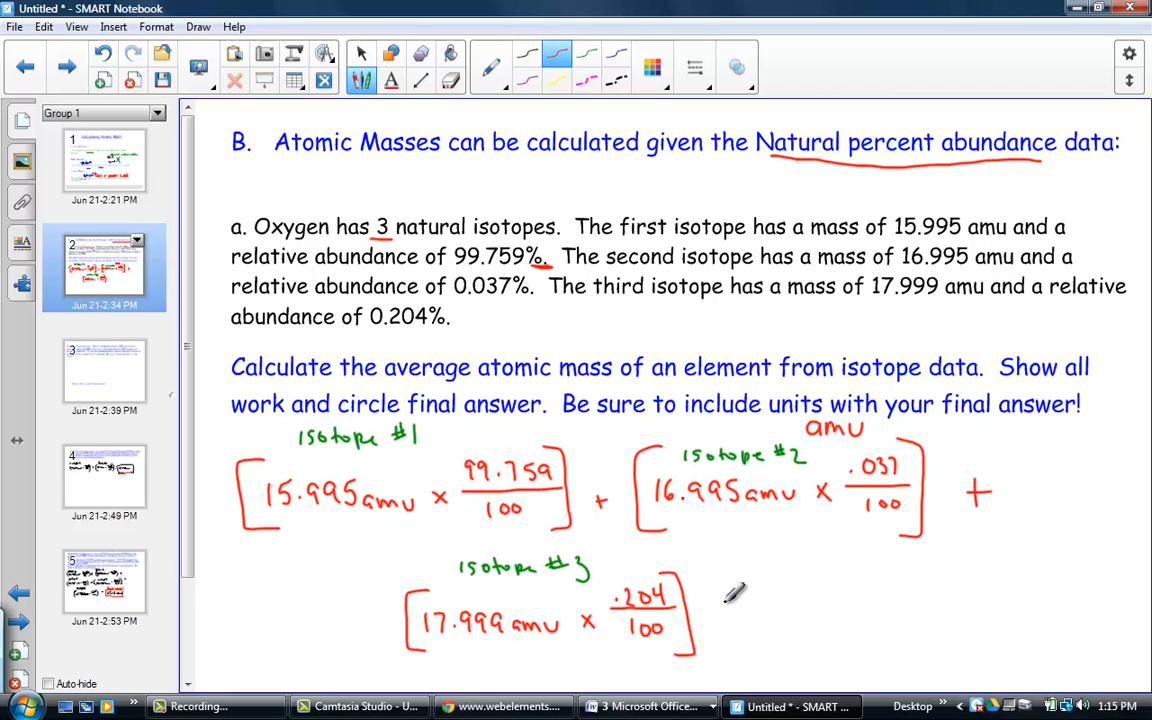 Untitled * - SMART Notebook
File Edit View Insert Format Draw Help
Group 1
1
Jun 21-2:21 PM
2
Jun 21-2:34 PM
3
Jun 21-2:39 PM
4
Jun 21-2:49 PM
5
Jun 21-2:53 PM
Auto-hide
B. Atomic Masses can be calculated given the Natural percent abundance data:
a. Oxygen has 3 natural isotopes. The first isotope has a mass of 15.995 amu and a
relative abundance of 99.759%. The second isotope has a mass of 16.995 amu and a
relative abundance of 0.037%. The third isotope has a mass of 17.999 amu and a relative
abundance of 0.204%.
Calculate the average atomic mass of an element from isotope data. Show all
work and circle final answer. Be sure to include units with your final answer!
amu
isotope #1 isotope #2
[15.995 amu × 99.759/100] + [16.995 amu × .037/100] +
isotope #3
[17.999 amu × .204/100]
Recording... Camtasia Studio - U... www.webelements.... 3 Microsoft Office... Untitled * - SMART ... Desktop 1:15 PM